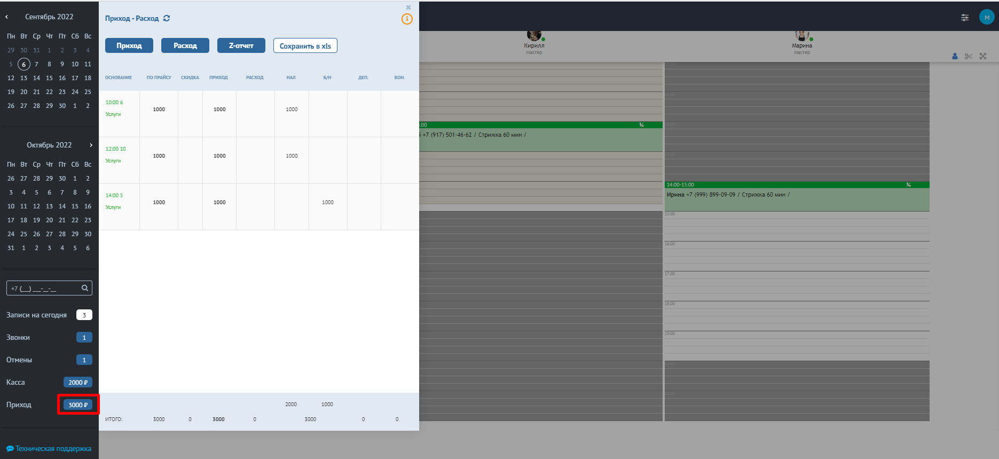 Сентябрь 2022
Пн Вт Ср Чт Пт Сб Вс
29 30 31 1 2 3 4
5 6 7 8 9 10 11
12 13 14 15 16 17 18
19 20 21 22 23 24 25
26 27 28 29 30 1 2
Октябрь 2022
Пн Вт Ср Чт Пт Сб Вс
26 27 28 29 30 1 2
3 4 5 6 7 8 9
10 11 12 13 14 15 16
17 18 19 20 21 22 23
24 25 26 27 28 29 30
31 1 2 3 4 5 6
+7 (__) ___-__-__
Записи на сегодня 3
Звонки 1
Отмены 1
Касса 2000 ₽
Приход 3000 ₽
Техническая поддержка
Приход - Расход
Приход Расход Z-отчет Сохранить в xls
ОСНОВАНИЕ ПО ПРАЙСУ СКИДКА ПРИХОД РАСХОД НАЛ Б/Н ДЕП. БОН.
10:00 6
Услуги
1000 1000 1000
12:00 10
Услуги
1000 1000 1000
14:00 5
Услуги
1000 1000 1000
2000 1000
ИТОГО: 3000 0 3000 0 3000 0 0
М
Кирилл
Мастер
Марина
Мастер
:00
й +7 (917) 501-46-62 / Стрижка 60 мин /
14:00-15:00
Ирина +7 (999) 899-09-09 / Стрижка 60 мин /
15:00
16:00
17:00
18:00
19:00